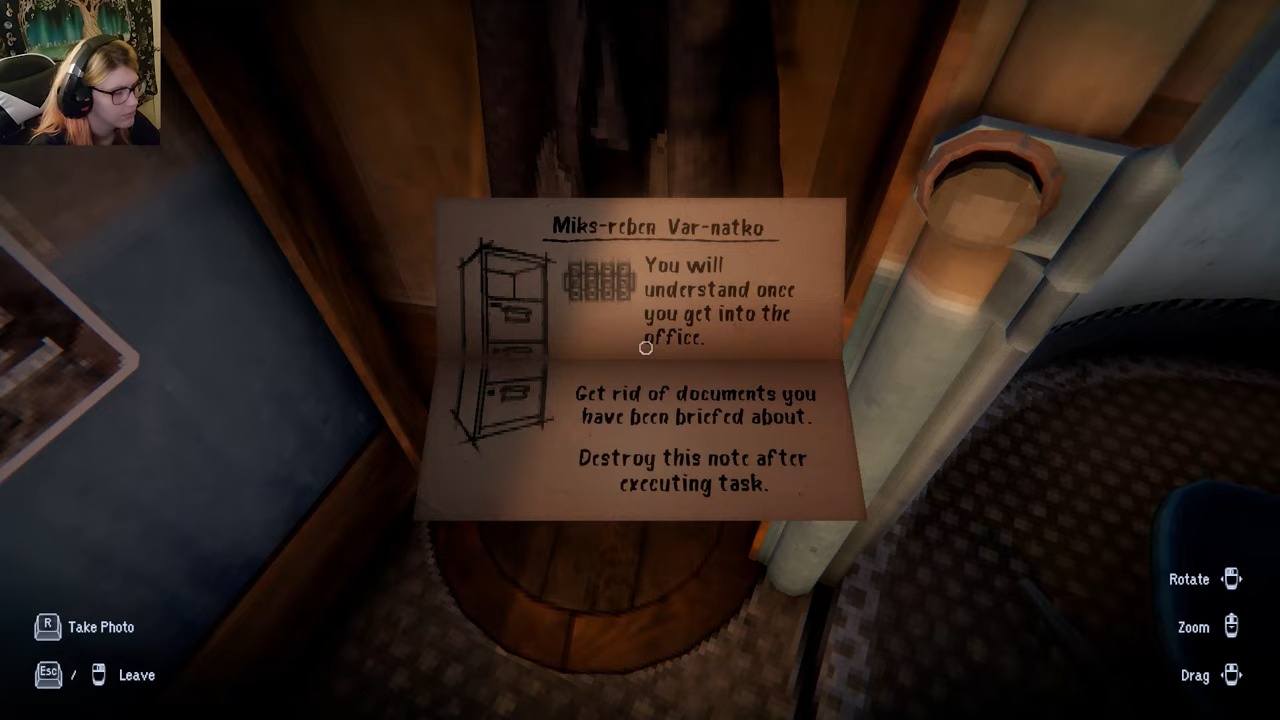 Miks-reben Var-natko
You will
understand once
you get into the
office.
Get rid of documents you
have been briefed about.
Destroy this note after
executing task.
R Take Photo
Esc / Leave
Rotate
Zoom
Drag